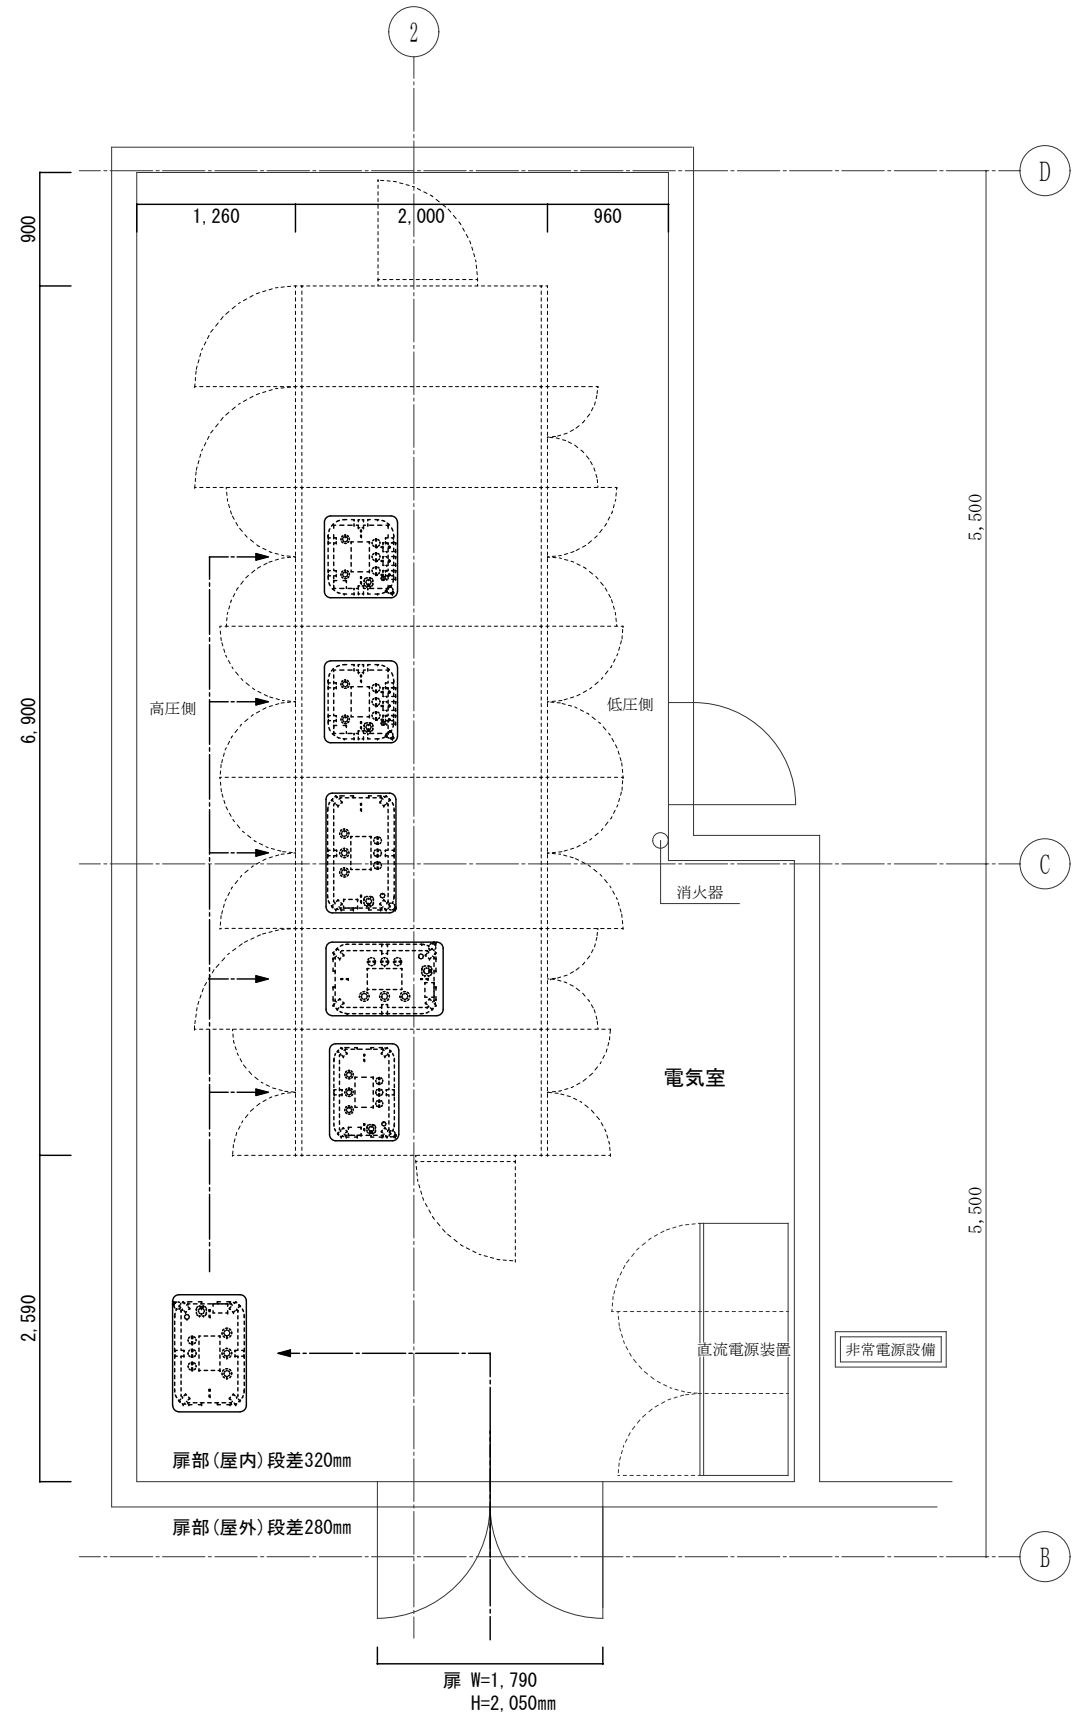 2
D
900
1,260
2,000
960
5,500
高圧側
低圧側
6,900
C
消火器
電気室
5,500
2,590
直流電源装置
非常電源設備
扉部(屋内)段差320mm
扉部(屋外)段差280mm
B
扉 W=1,790
H=2,050mm